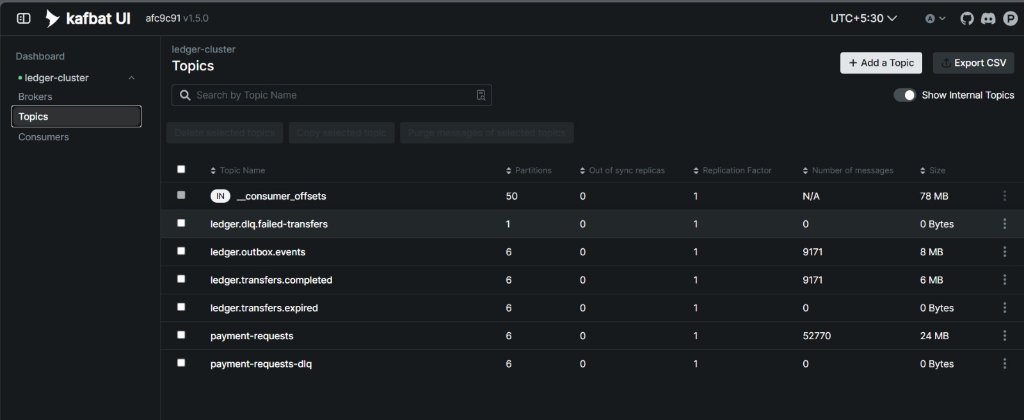 kafbat UI afc9c91 v1.5.0 UTC+5:30 A
Dashboard
ledger-cluster
Brokers
Topics
Consumers
ledger-cluster
Topics
+ Add a Topic Export CSV
Search by Topic Name
Show Internal Topics
Delete selected topics Copy selected topic Purge messages of selected topics
Topic Name Partitions Out of sync replicas Replication Factor Number of messages Size
IN __consumer_offsets 50 0 1 N/A 78 MB
ledger.dlq.failed-transfers 1 0 1 0 0 Bytes
ledger.outbox.events 6 0 1 9171 8 MB
ledger.transfers.completed 6 0 1 9171 6 MB
ledger.transfers.expired 6 0 1 0 0 Bytes
payment-requests 6 0 1 52770 24 MB
payment-requests-dlq 6 0 1 0 0 Bytes